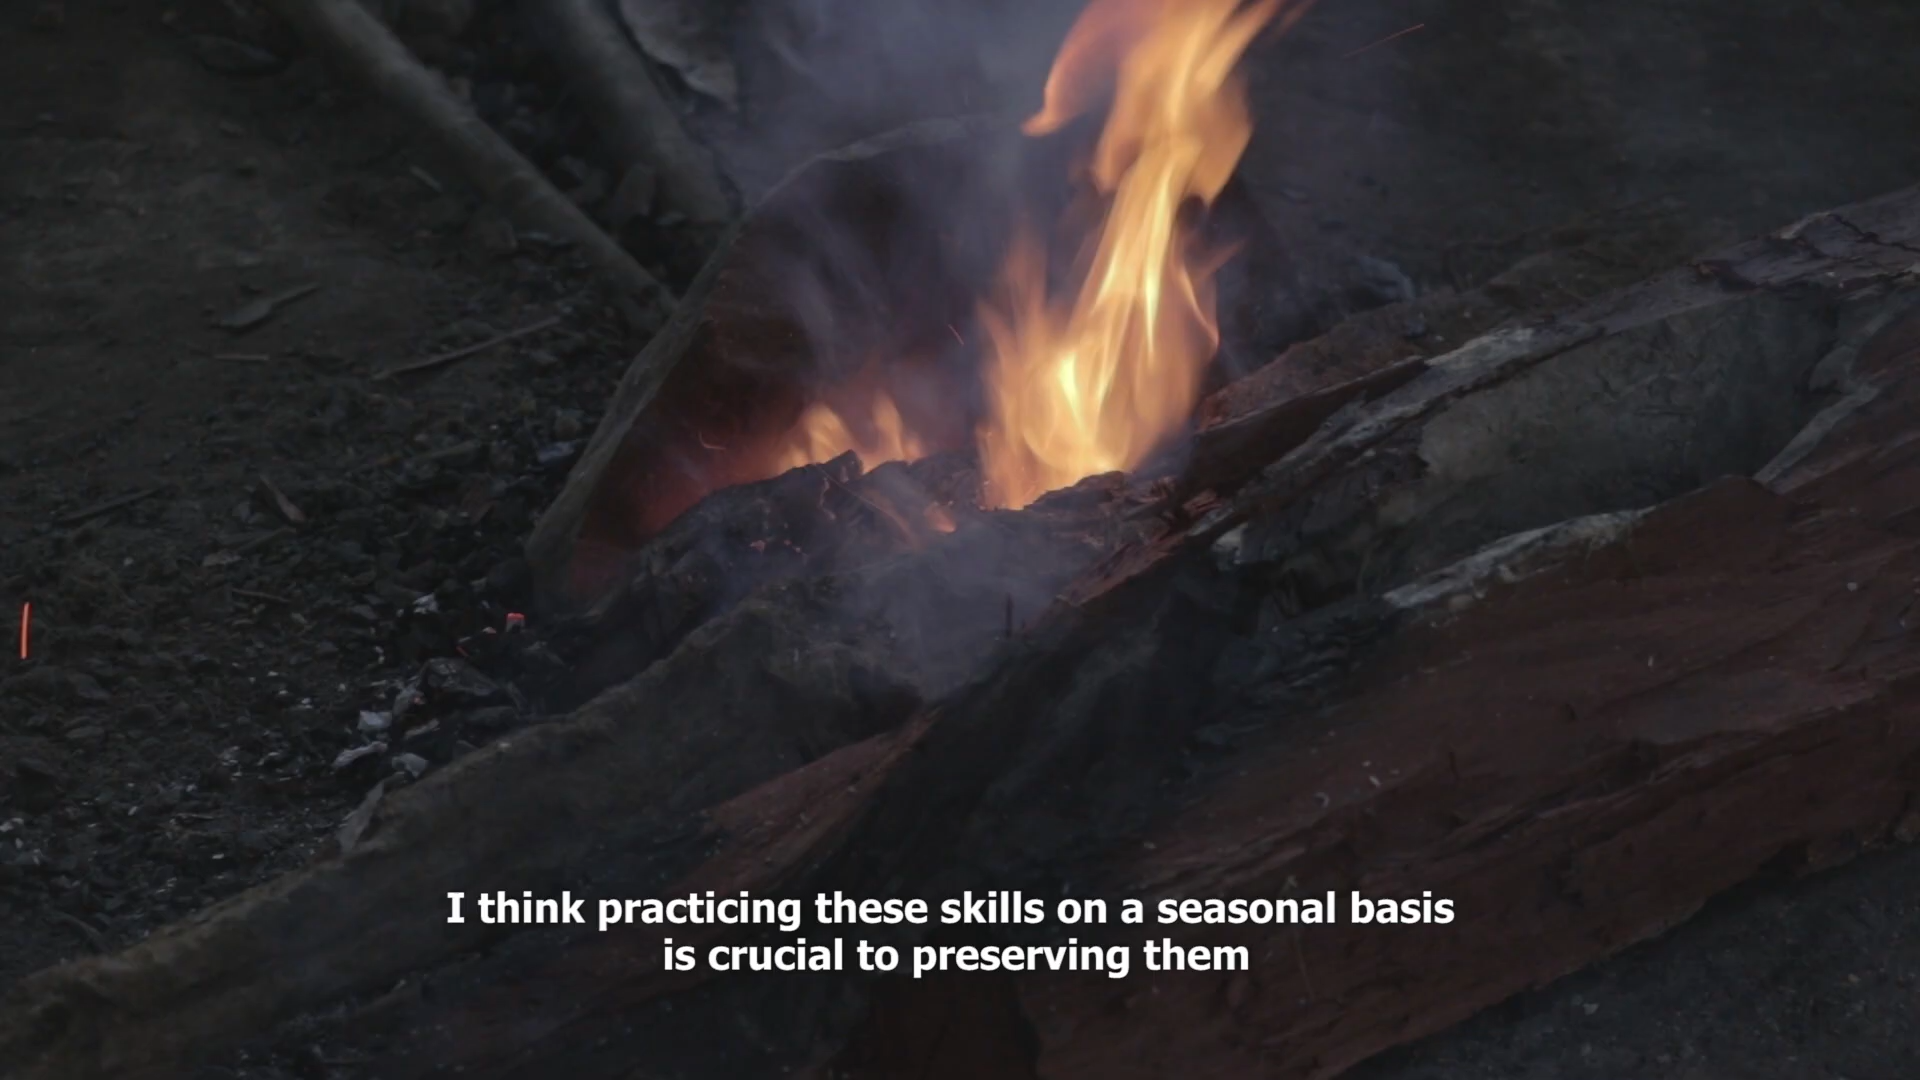 I think practicing these skills on a seasonal basis
is crucial to preserving them